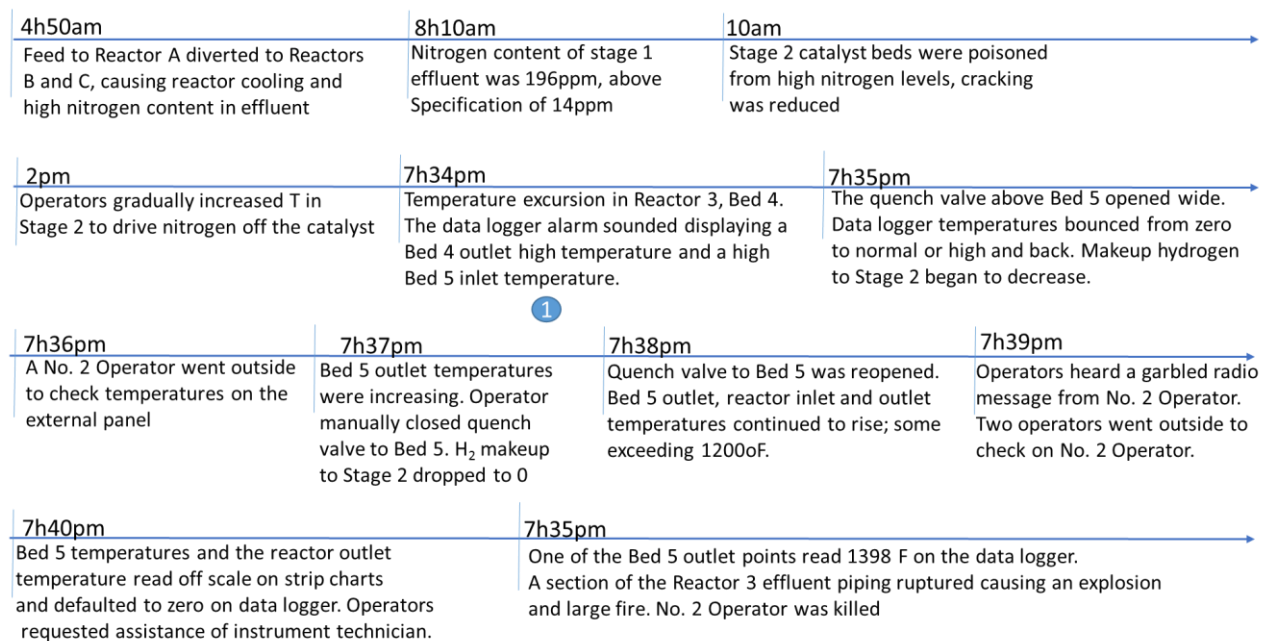 4h50am
Feed to Reactor A diverted to Reactors
B and C, causing reactor cooling and
high nitrogen content in effluent
8h10am
Nitrogen content of stage 1
effluent was 196ppm, above
Specification of 14ppm
10am
Stage 2 catalyst beds were poisoned
from high nitrogen levels, cracking
was reduced
2pm
Operators gradually increased T in
Stage 2 to drive nitrogen off the catalyst
7h34pm
Temperature excursion in Reactor 3, Bed 4.
The data logger alarm sounded displaying a
Bed 4 outlet high temperature and a high
Bed 5 inlet temperature.
7h35pm
The quench valve above Bed 5 opened wide.
Data logger temperatures bounced from zero
to normal or high and back. Makeup hydrogen
to Stage 2 began to decrease.
1
7h36pm
A No. 2 Operator went outside
to check temperatures on the
external panel
7h37pm
Bed 5 outlet temperatures
were increasing. Operator
manually closed quench
valve to Bed 5. H₂ makeup
to Stage 2 dropped to 0
7h38pm
Quench valve to Bed 5 was reopened.
Bed 5 outlet, reactor inlet and outlet
temperatures continued to rise; some
exceeding 1200oF.
7h39pm
Operators heard a garbled radio
message from No. 2 Operator.
Two operators went outside to
check on No. 2 Operator.
7h40pm
Bed 5 temperatures and the reactor outlet
temperature read off scale on strip charts
and defaulted to zero on data logger. Operators
requested assistance of instrument technician.
7h35pm
One of the Bed 5 outlet points read 1398 F on the data logger.
A section of the Reactor 3 effluent piping ruptured causing an explosion
and large fire. No. 2 Operator was killed